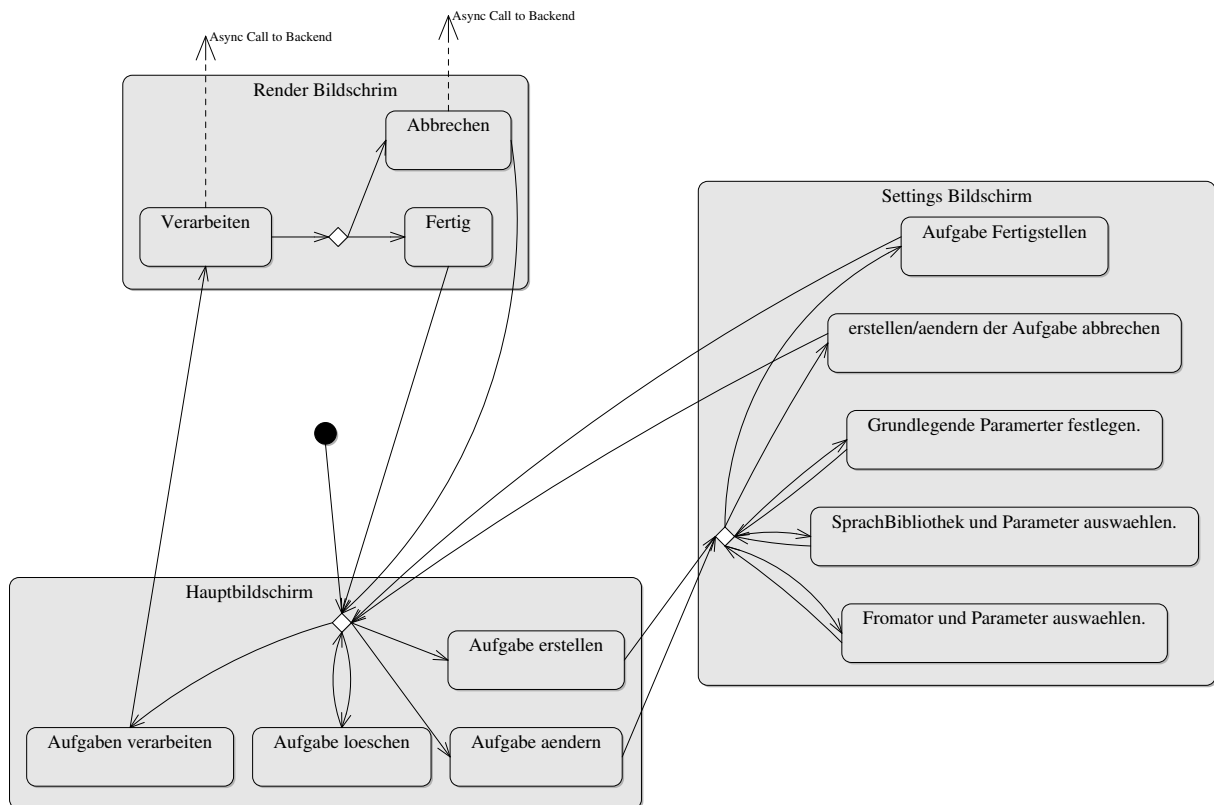 Async Call to Backend
Async Call to Backend
Render Bildschrim
Abbrechen
Verarbeiten
Fertig
Settings Bildschirm
Aufgabe Fertigstellen
erstellen/aendern der Aufgabe abbrechen
Grundlegende Paramerter festlegen.
SprachBibliothek und Parameter auswaehlen.
Fromator und Parameter auswaehlen.
Hauptbildschirm
Aufgabe erstellen
Aufgaben verarbeiten
Aufgabe loeschen
Aufgabe aendern